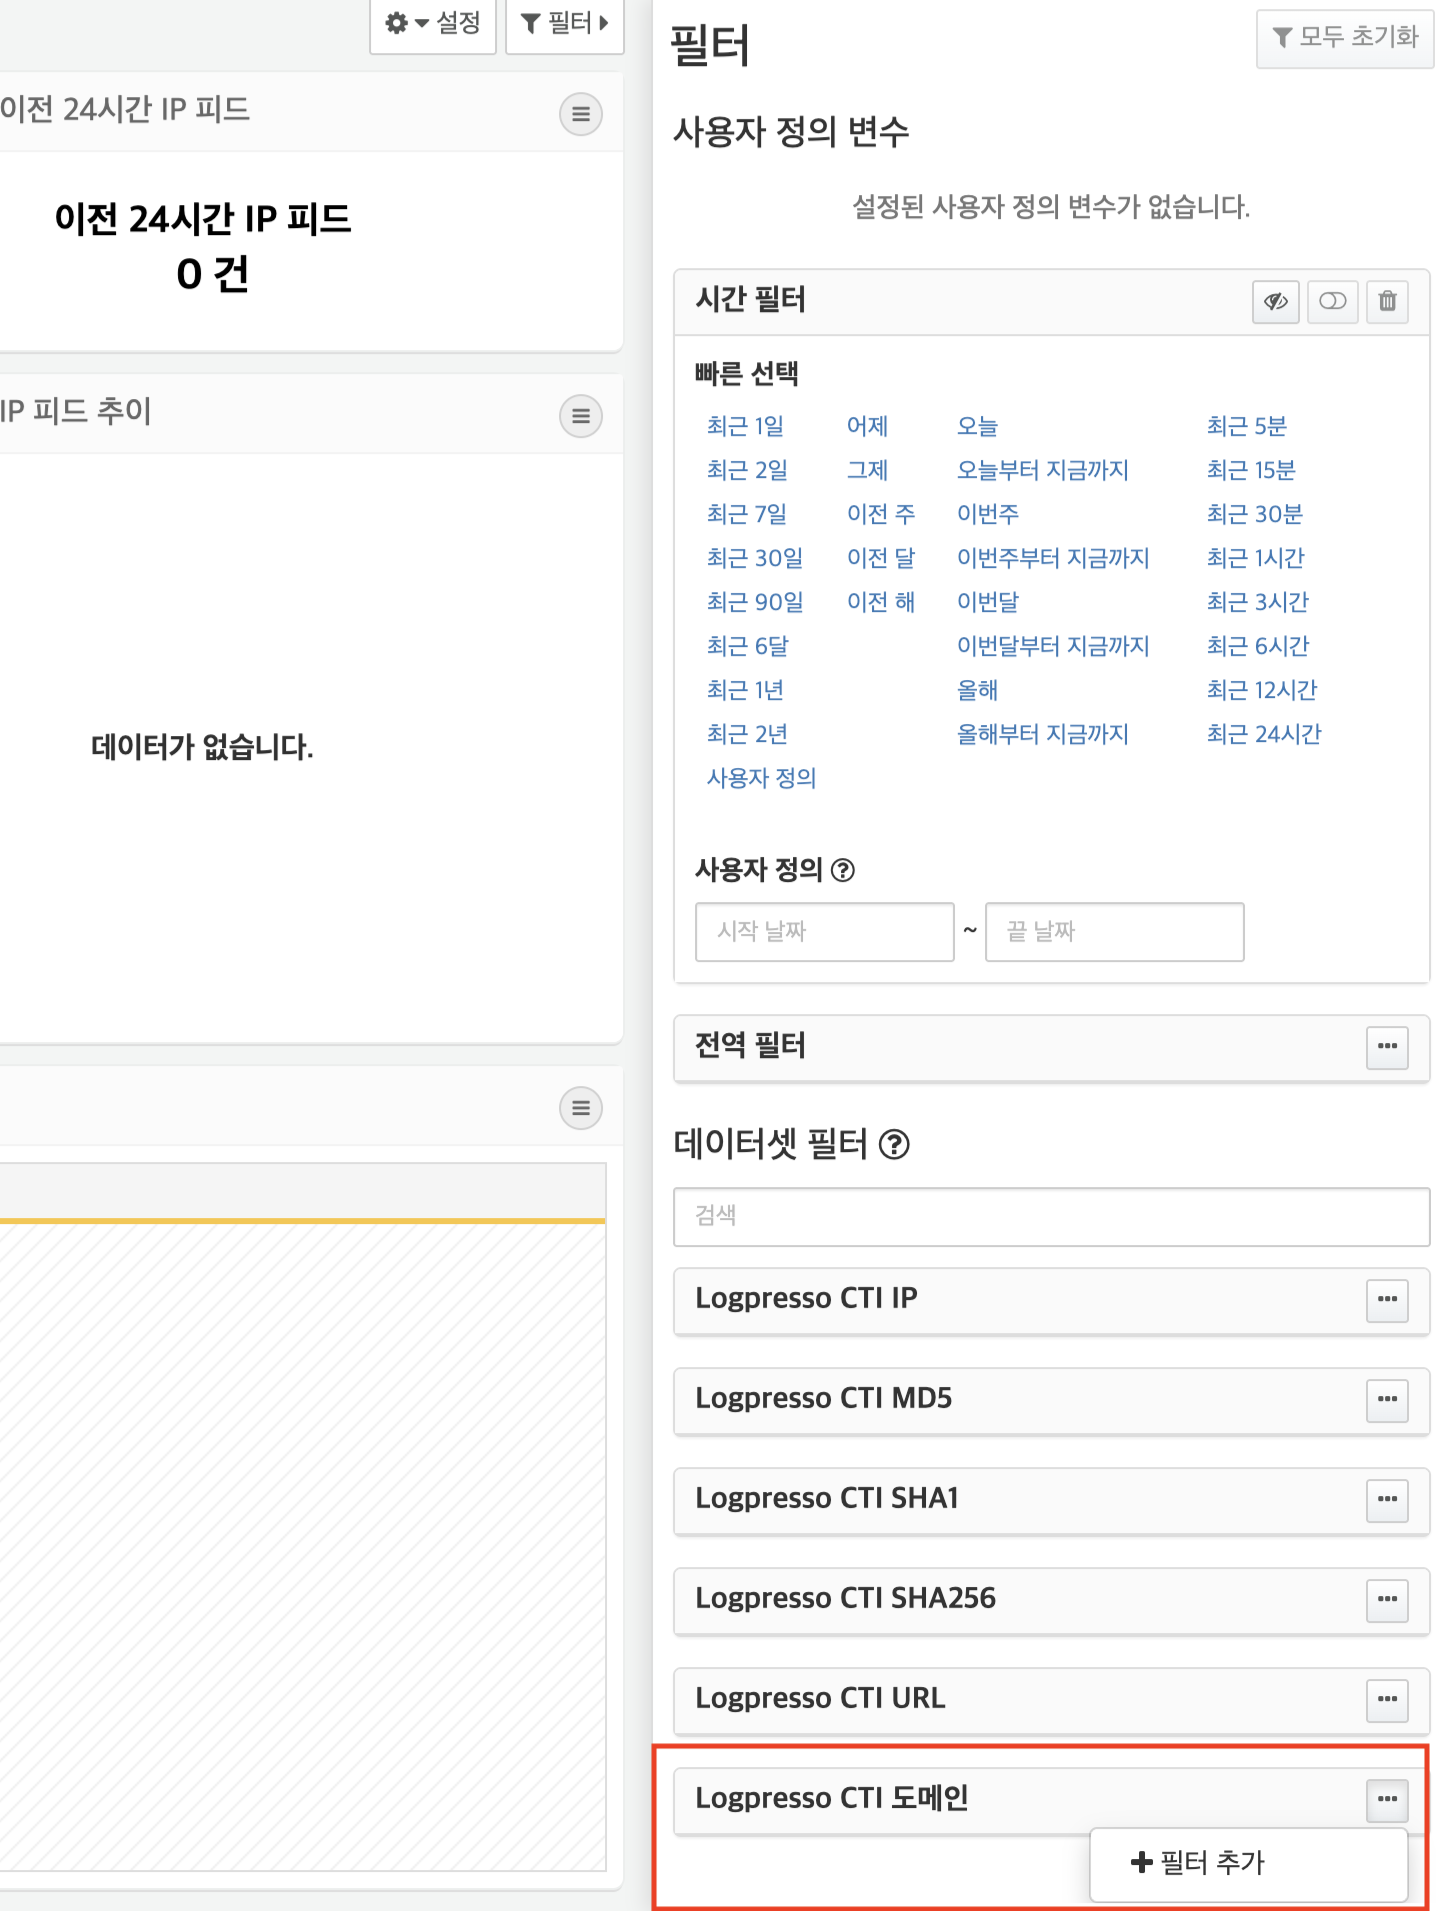 설정
필터
이전 24시간 IP 피드
이전 24시간 IP 피드
0 건
IP 피드 추이
데이터가 없습니다.
필터
모두 초기화
사용자 정의 변수
설정된 사용자 정의 변수가 없습니다.
시간 필터
빠른 선택
최근 1일 어제 오늘 최근 5분
최근 2일 그제 오늘부터 지금까지 최근 15분
최근 7일 이전 주 이번주 최근 30분
최근 30일 이전 달 이번주부터 지금까지 최근 1시간
최근 90일 이전 해 이번달 최근 3시간
최근 6달 이번달부터 지금까지 최근 6시간
최근 1년 올해 최근 12시간
최근 2년 올해부터 지금까지 최근 24시간
사용자 정의
사용자 정의
시작 날짜 ~ 끝 날짜
전역 필터
데이터셋 필터
검색
Logpresso CTI IP
Logpresso CTI MD5
Logpresso CTI SHA1
Logpresso CTI SHA256
Logpresso CTI URL
Logpresso CTI 도메인
필터 추가